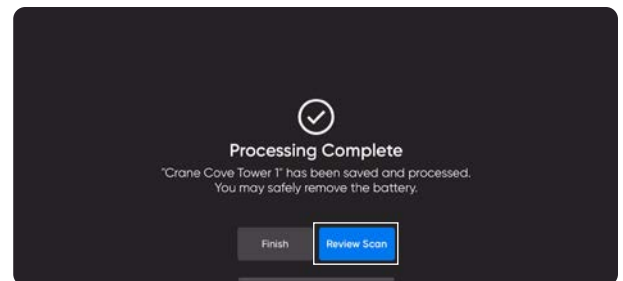 Processing Complete
"Crane Cove Tower 1" has been saved and processed.
You may safely remove the battery.
Finish
Review Scan